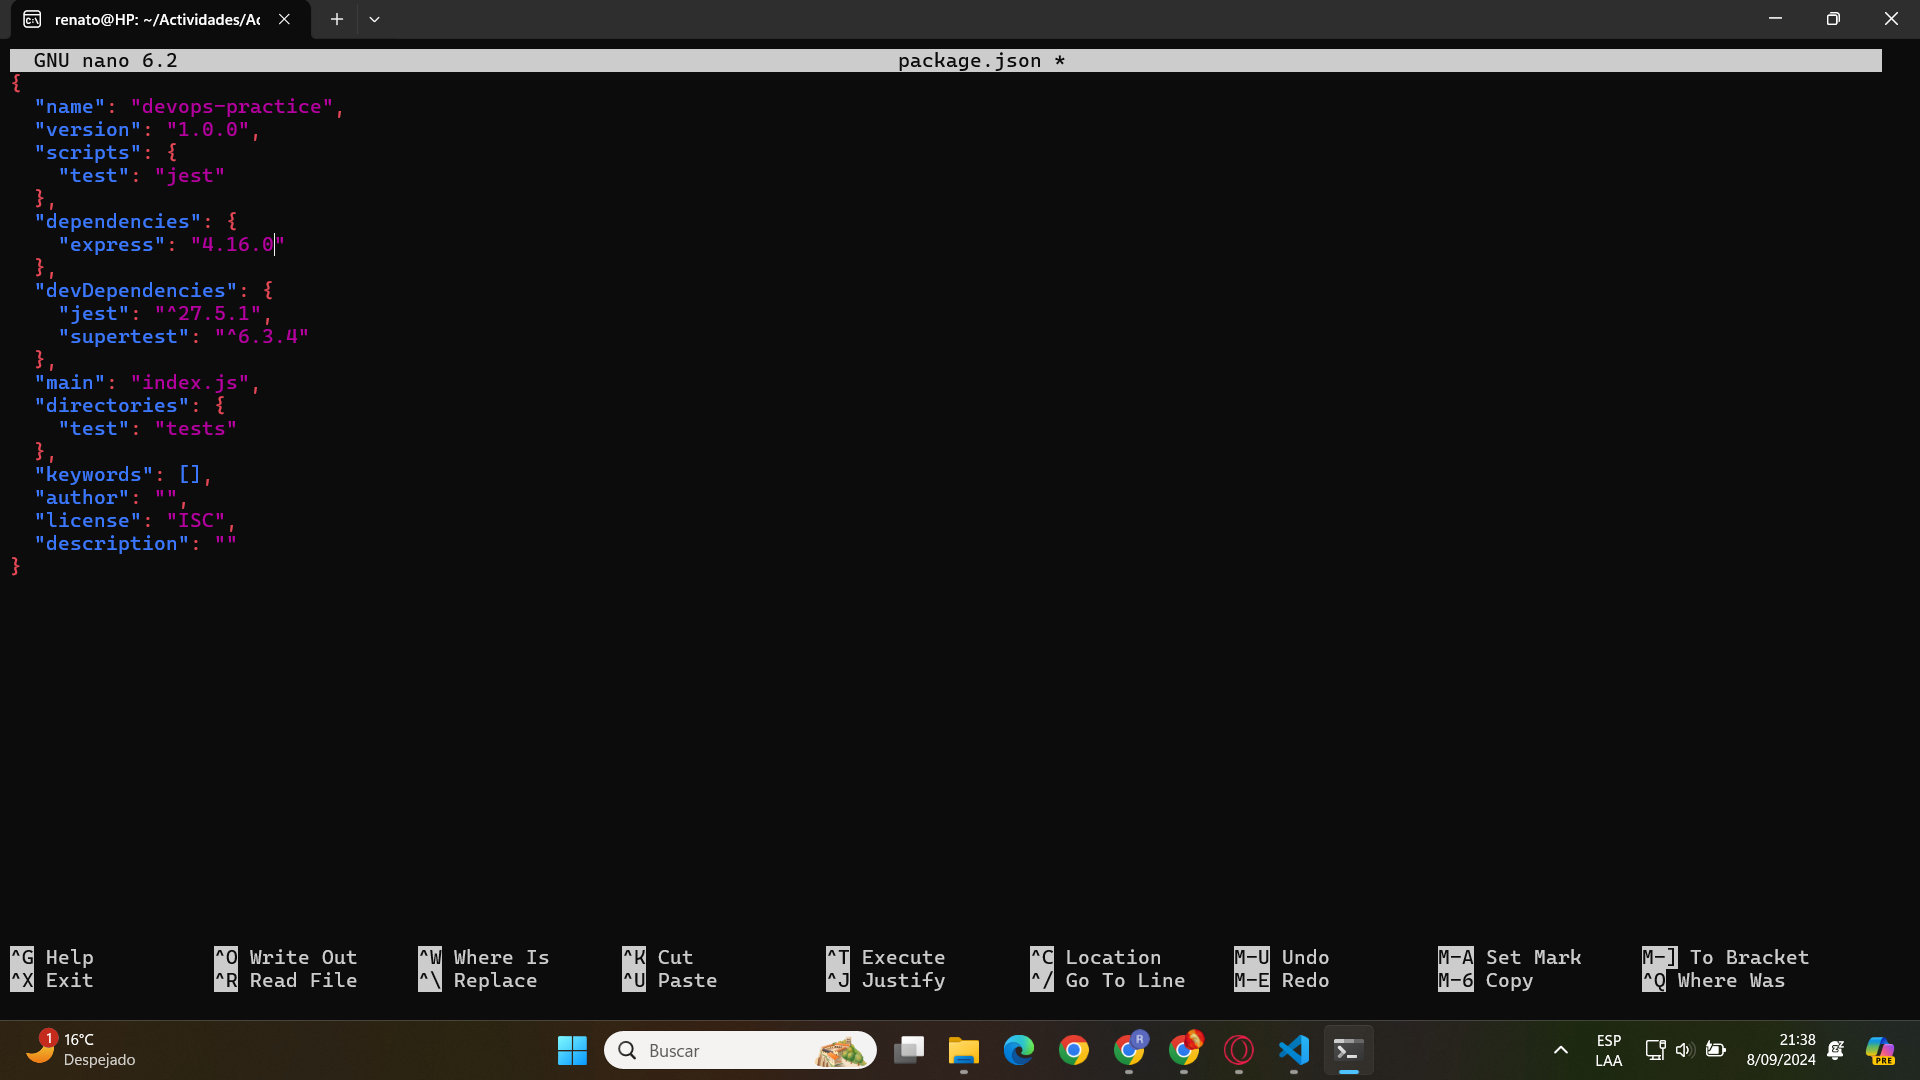 renato@HP: ~/Actividades/Ac
GNU nano 6.2 package.json *
{
  "name": "devops-practice",
  "version": "1.0.0",
  "scripts": {
    "test": "jest"
  },
  "dependencies": {
    "express": "4.16.0"
  },
  "devDependencies": {
    "jest": "^27.5.1",
    "supertest": "^6.3.4"
  },
  "main": "index.js",
  "directories": {
    "test": "tests"
  },
  "keywords": [],
  "author": "",
  "license": "ISC",
  "description": ""
}
^G Help ^O Write Out ^W Where Is ^K Cut ^T Execute ^C Location M-U Undo M-A Set Mark M-] To Bracket
^X Exit ^R Read File ^\ Replace ^U Paste ^J Justify ^/ Go To Line M-E Redo M-6 Copy ^Q Where Was
1
16°C
Despejado
Buscar
R
ESP
LAA
21:38
8/09/2024
PRE